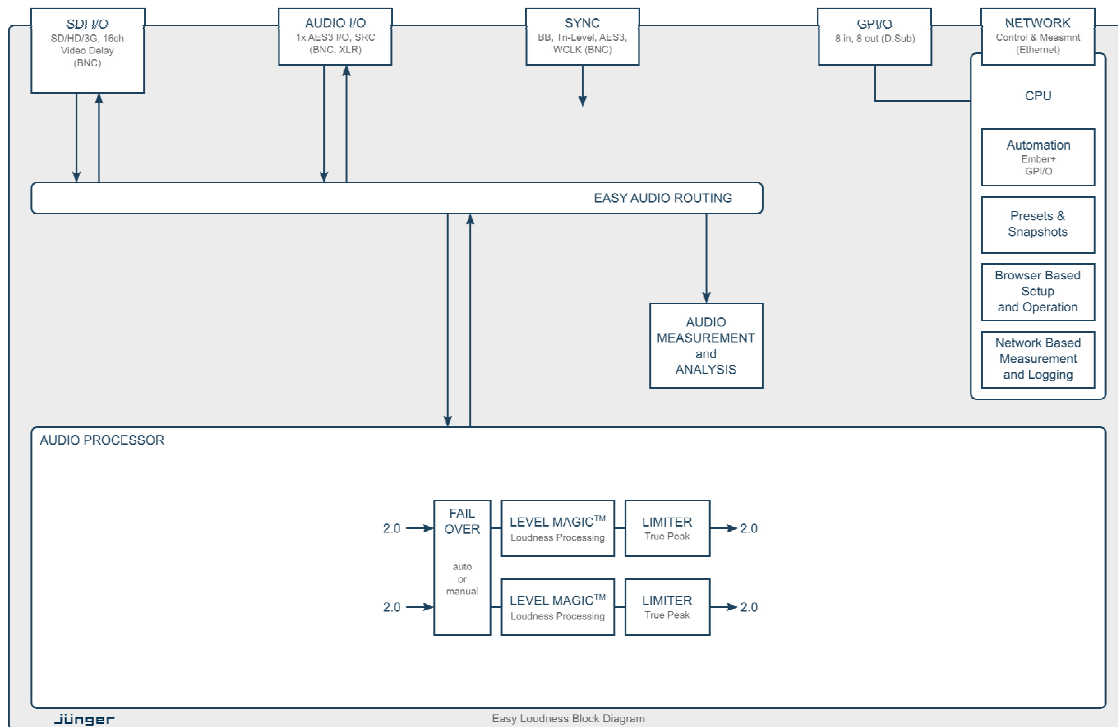 SDI I/O
SD/HD/3G, 16ch
Video Delay
(BNC)
AUDIO I/O
1x AES3 I/O, SRC
(BNC, XLR)
SYNC
BB, Tri-Level, AES3,
WCLK (BNC)
GPI/O
8 in, 8 out (D.Sub)
NETWORK
Control & Measmnt
(Ethernet)
CPU
Automation
Ember+
GPI/O
Presets &
Snapshots
Browser Based
Setup
and Operation
Network Based
Measurement
and Logging
EASY AUDIO ROUTING
AUDIO
MEASUREMENT
and
ANALYSIS
AUDIO PROCESSOR
2.0
FAIL
OVER
auto
or
manual
LEVEL MAGIC™
Loudness Processing
LIMITER
True Peak
2.0
2.0
LEVEL MAGIC™
Loudness Processing
LIMITER
True Peak
2.0
jünger
Easy Loudness Block Diagram